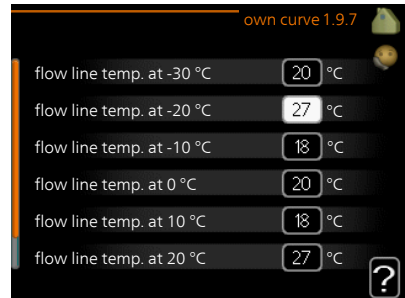 own curve 1.9.7
flow line temp. at -30 °C 20 °C
flow line temp. at -20 °C 27 °C
flow line temp. at -10 °C 18 °C
flow line temp. at 0 °C 20 °C
flow line temp. at 10 °C 18 °C
flow line temp. at 20 °C 27 °C
?